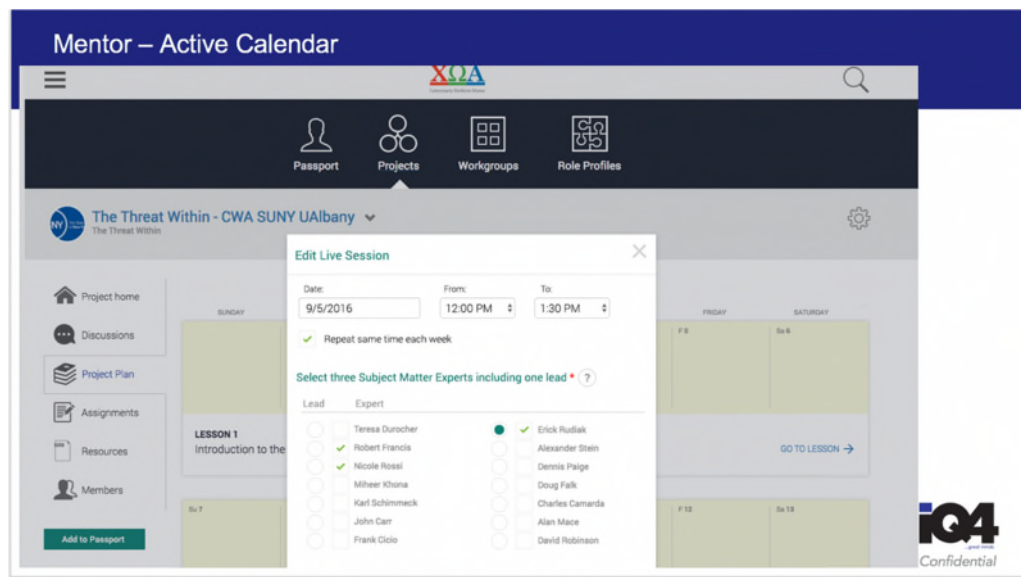 Mentor – Active Calendar
ΧΩΑ
Passport
Projects
Workgroups
Role Profiles
NY
The Threat Within - CWA SUNY UAlbany
The Threat Within
Edit Live Session
Date:
From:
To:
9/5/2016
12:00 PM
1:30 PM
Repeat same time each week
Select three Subject Matter Experts including one lead * ?
Lead
Expert
Teresa Durocher
Robert Francis
Nicole Rossi
Miheer Khona
Karl Schimmeck
John Carr
Frank Cicio
Erick Rudiak
Alexander Stein
Dennis Paige
Doug Falk
Charles Camarda
Alan Mace
David Robinson
Project home
Discussions
Project Plan
Assignments
Resources
Members
Add to Passport
SUNDAY
FRIDAY
SATURDAY
F 5
Sa 6
LESSON 1
Introduction to the
GO TO LESSON
Su 7
F 12
Sa 13
iQ4
...great minds
Confidential